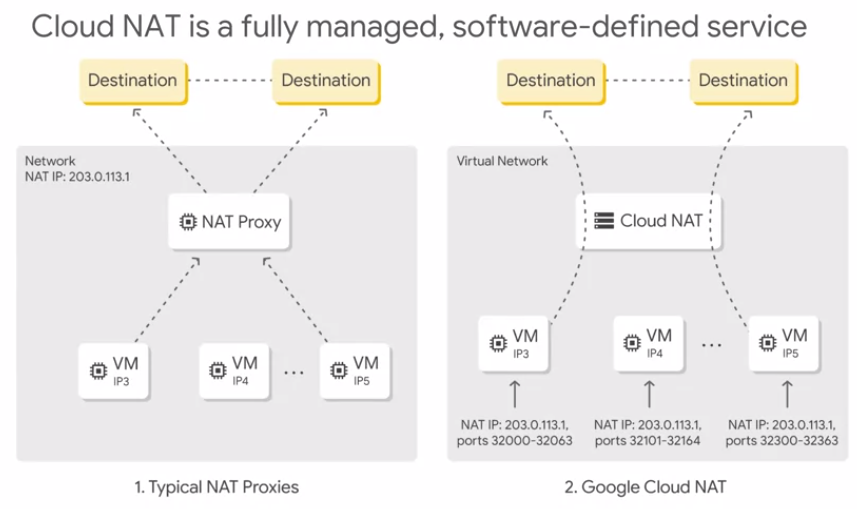 Cloud NAT is a fully managed, software-defined service
Destination
Destination
Network
NAT IP: 203.0.113.1
NAT Proxy
VM
IP3
VM
IP4
...
VM
IP5
1. Typical NAT Proxies
Destination
Destination
Virtual Network
Cloud NAT
VM
IP3
VM
IP4
...
VM
IP5
NAT IP: 203.0.113.1,
ports 32000-32063
NAT IP: 203.0.113.1,
ports 32101-32164
NAT IP: 203.0.113.1,
ports 32300-32363
2. Google Cloud NAT